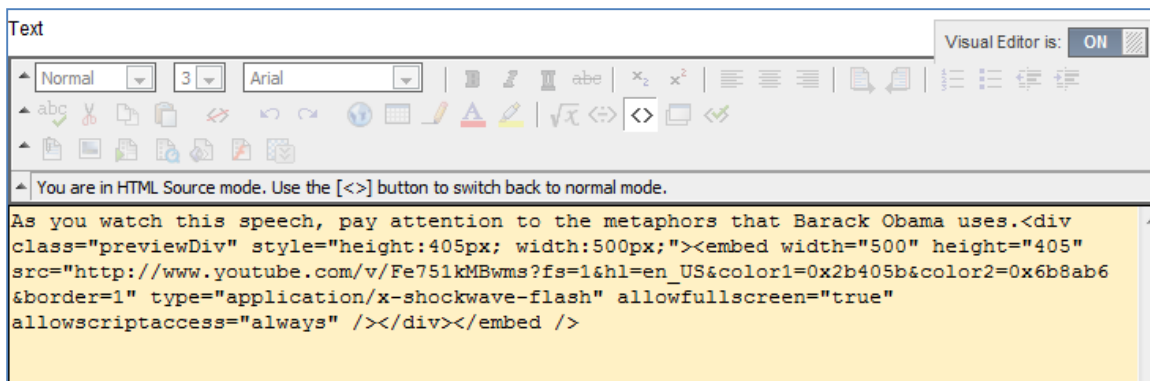 Text
Visual Editor is: ON
Normal 3 Arial B I U abc x₂ x²
abc √x <÷> <>
You are in HTML Source mode. Use the [<>] button to switch back to normal mode.
As you watch this speech, pay attention to the metaphors that Barack Obama uses.<div
class="previewDiv" style="height:405px; width:500px;"><embed width="500" height="405"
src="http://www.youtube.com/v/Fe751kMBwms?fs=1&hl=en_US&color1=0x2b405b&color2=0x6b8ab6
&border=1" type="application/x-shockwave-flash" allowfullscreen="true"
allowscriptaccess="always" /></div></embed />